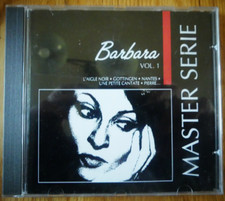 Barbara
VOL. 1
L'AIGLE NOIR • GOTTINGEN • NANTES •
UNE PETITE CANTATE • PIERRE...
MASTER SERIE